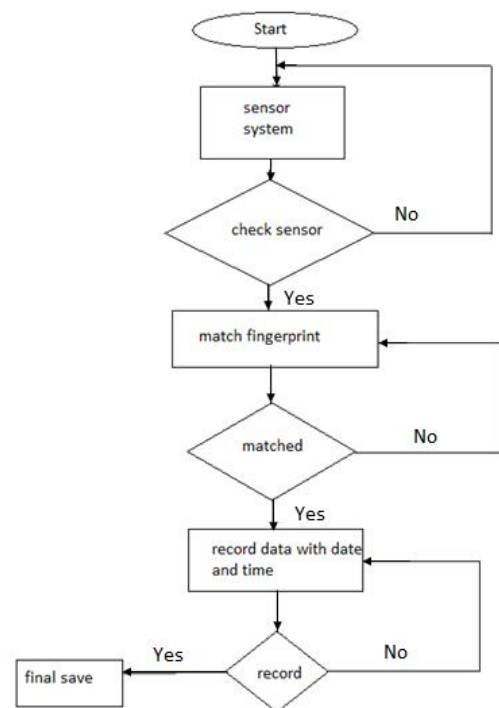 Start
sensor
system
check sensor
No
Yes
match fingerprint
matched
No
Yes
record data with date
and time
Yes
No
record
final save